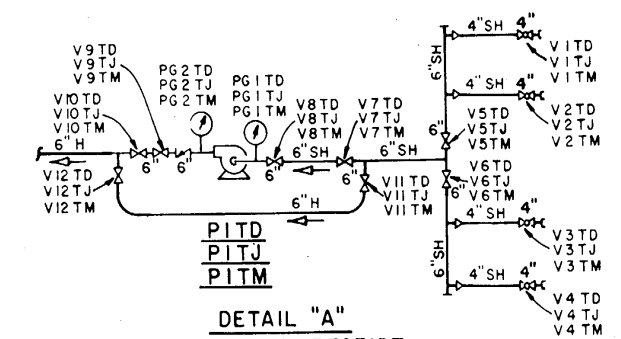 4"SH
4"
V1TD
V1TJ
V1TM
6"SH
4"SH
4"
V2TD
V2TJ
V2TM
V9TD
V9TJ
V9TM
PG2TD
PG2TJ
PG2TM
PG1TD
PG1TJ
PG1TM
V10TD
V10TJ
V10TM
V8TD
V8TJ
V8TM
V7TD
V7TJ
V7TM
V5TD
V5TJ
V5TM
6"
6"H
6"
6"
6"
6"SH
6"
6"SH
V12TD
V12TJ
V12TM
6"
V11TD
V11TJ
V11TM
6"
V6TD
V6TJ
V6TM
6"H
4"SH
4"
V3TD
V3TJ
V3TM
6"SH
4"SH
4"
V4TD
V4TJ
V4TM
P1TD
P1TJ
P1TM
DETAIL "A"